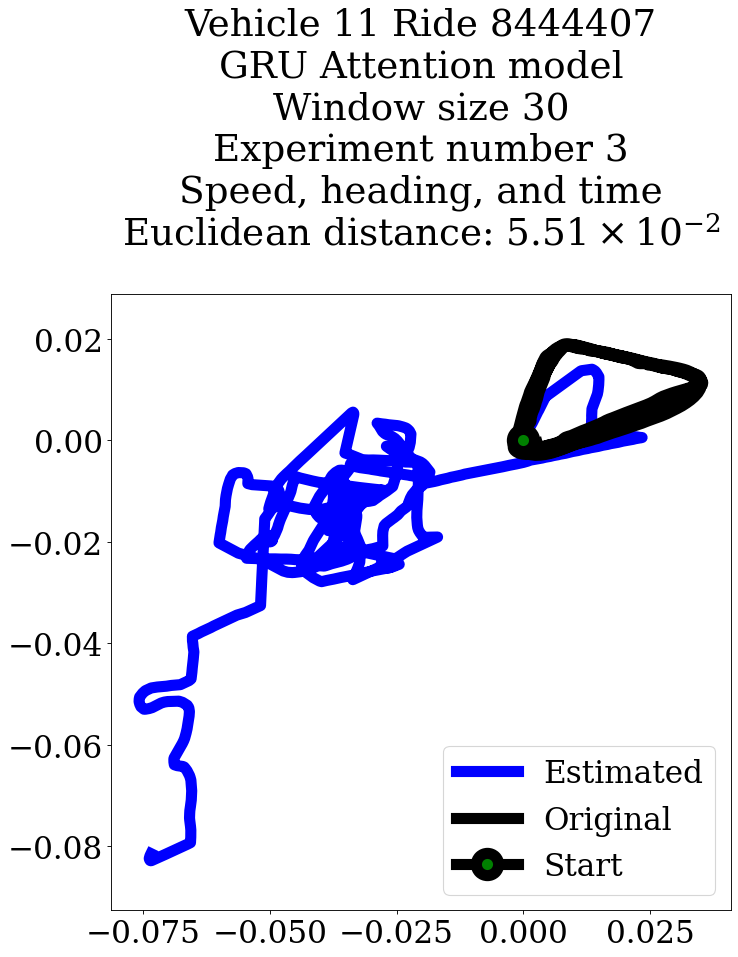 Vehicle 11 Ride 8444407
GRU Attention model
Window size 30
Experiment number 3
Speed, heading, and time
Euclidean distance: 5.51 × 10⁻²
0.02
0.00
−0.02
−0.04
−0.06
−0.08
Estimated
Original
Start
−0.075 −0.050 −0.025 0.000 0.025